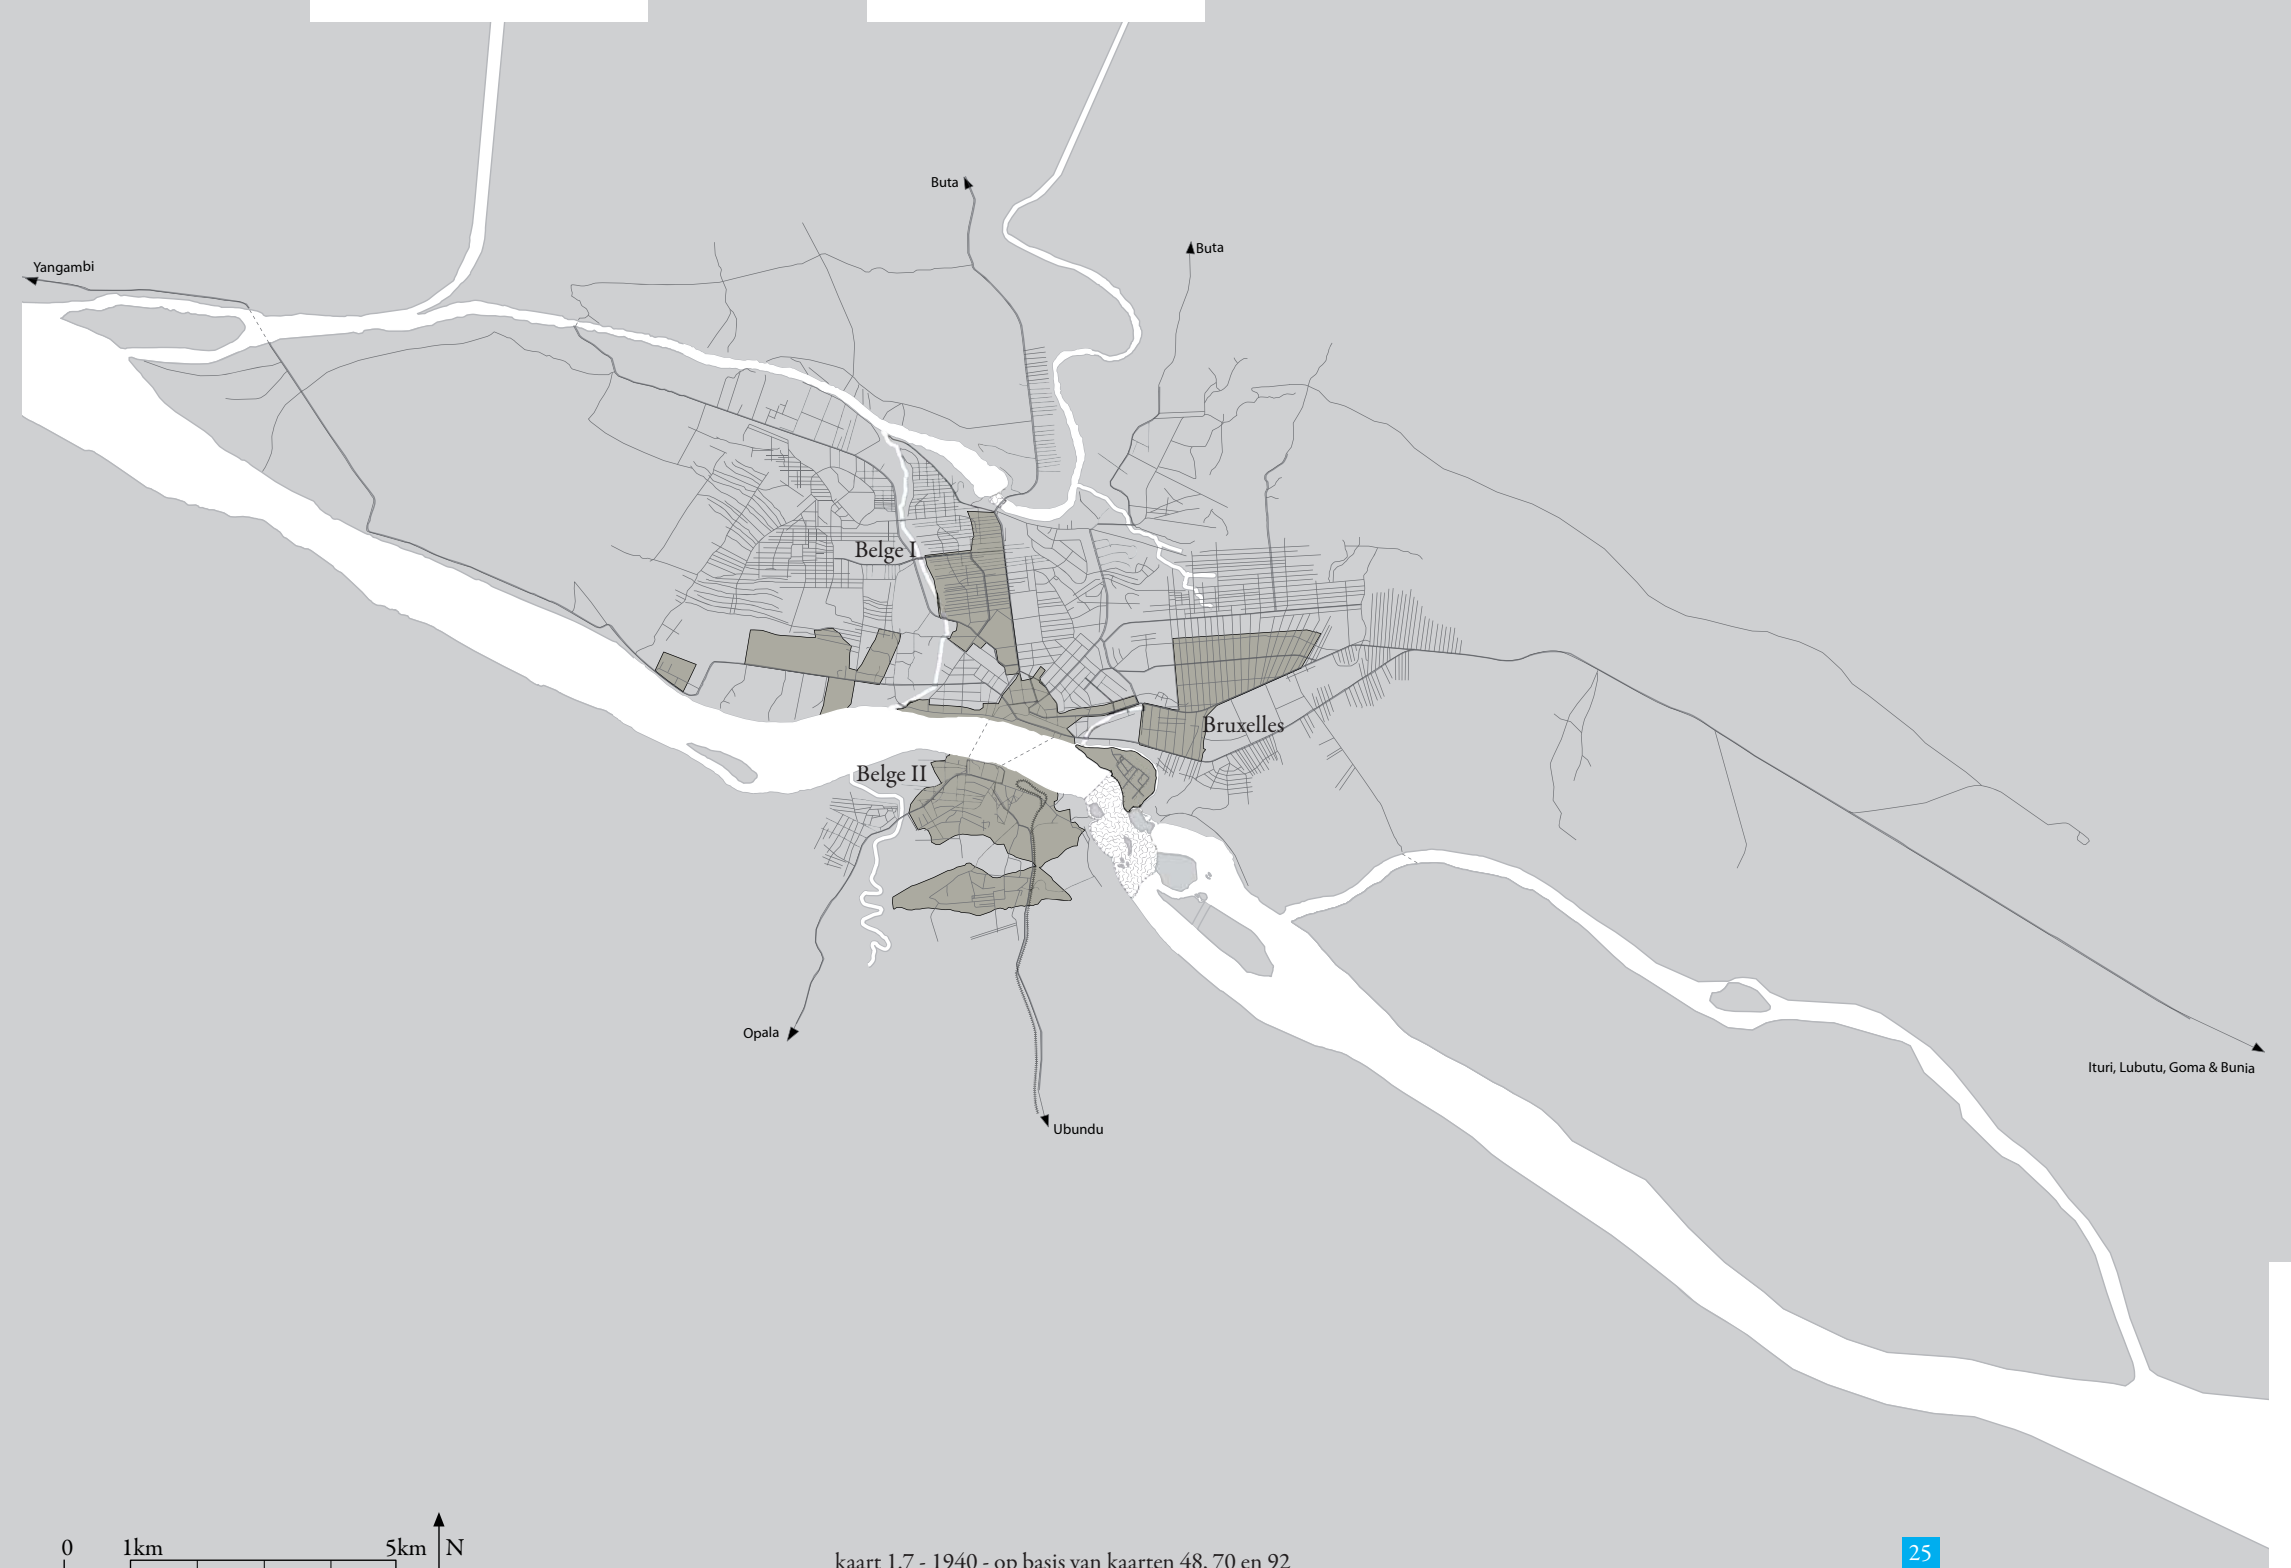 Buta
Buta
Yangambi
Belge I
Bruxelles
Belge II
Opala
Ituri, Lubutu, Goma & Bunia
Ubundu
0 1km 5km N
kaart 1.7 - 1940 - op basis van kaarten 48, 70 en 92
25